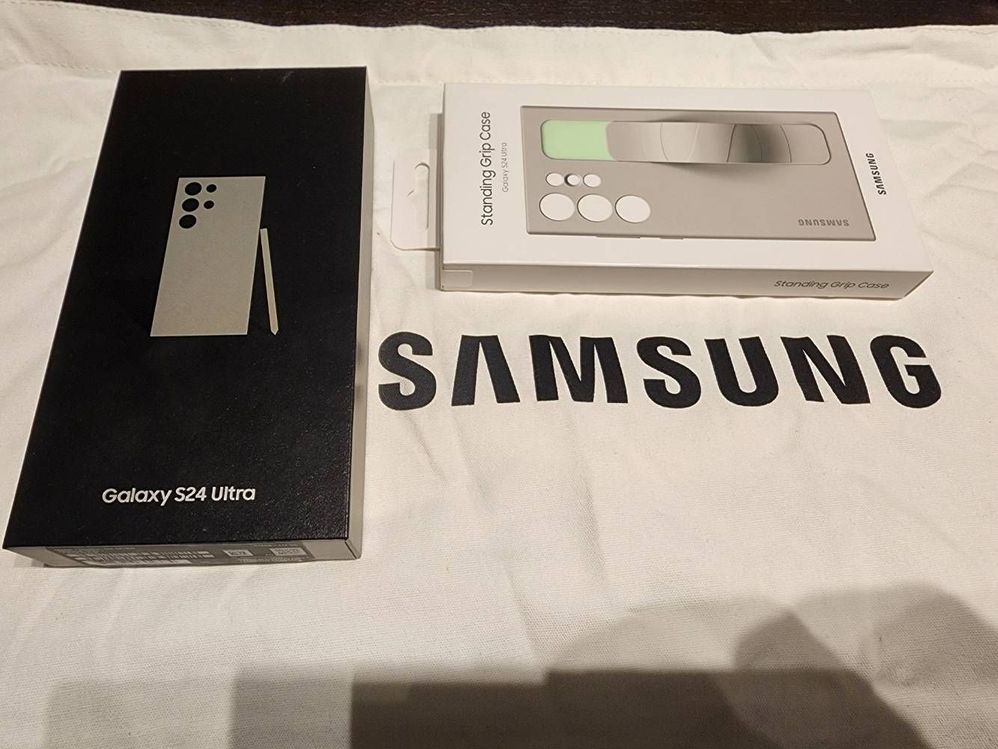 Galaxy S24 Ultra
Standing Grip Case
Galaxy S24 Ultra
SAMSUNG
SAMSUNG
Standing Grip Case
SAMSUNG